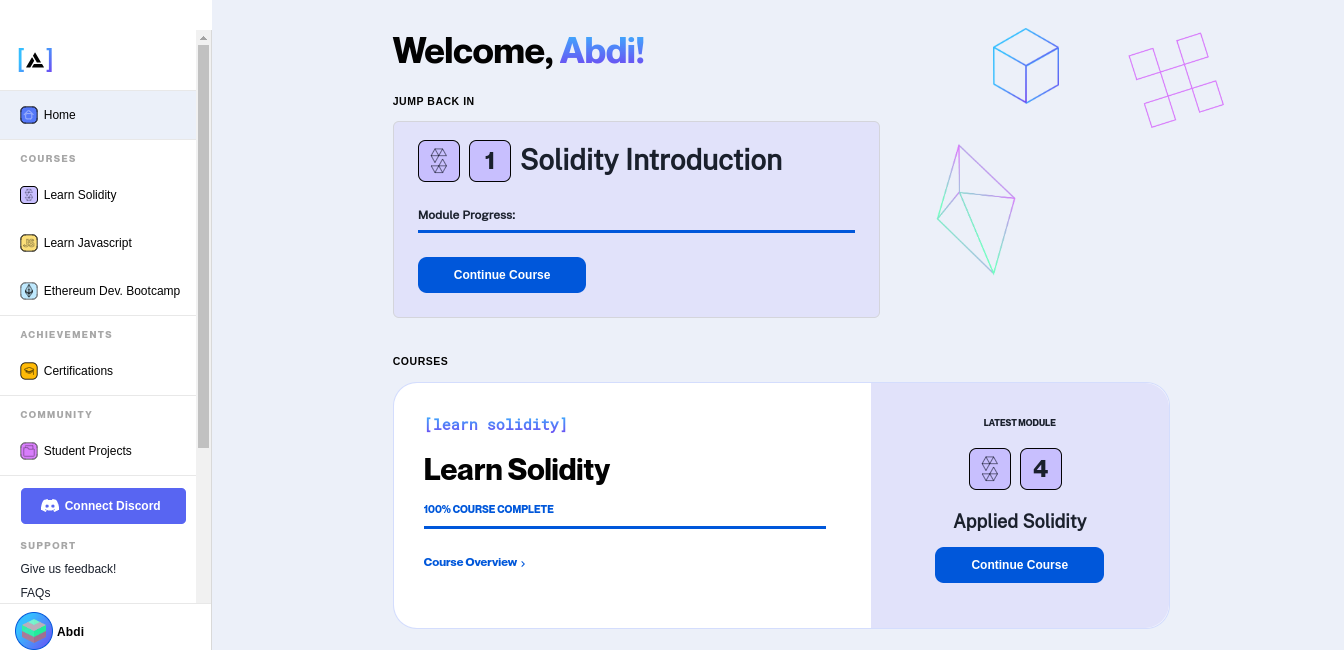 Home
COURSES
Learn Solidity
Learn Javascript
Ethereum Dev. Bootcamp
ACHIEVEMENTS
Certifications
COMMUNITY
Student Projects
Connect Discord
SUPPORT
Give us feedback!
FAQs
Abdi
Welcome, Abdi!
JUMP BACK IN
1 Solidity Introduction
Module Progress:
Continue Course
COURSES
[learn solidity]
Learn Solidity
100% COURSE COMPLETE
Course Overview ›
LATEST MODULE
4
Applied Solidity
Continue Course